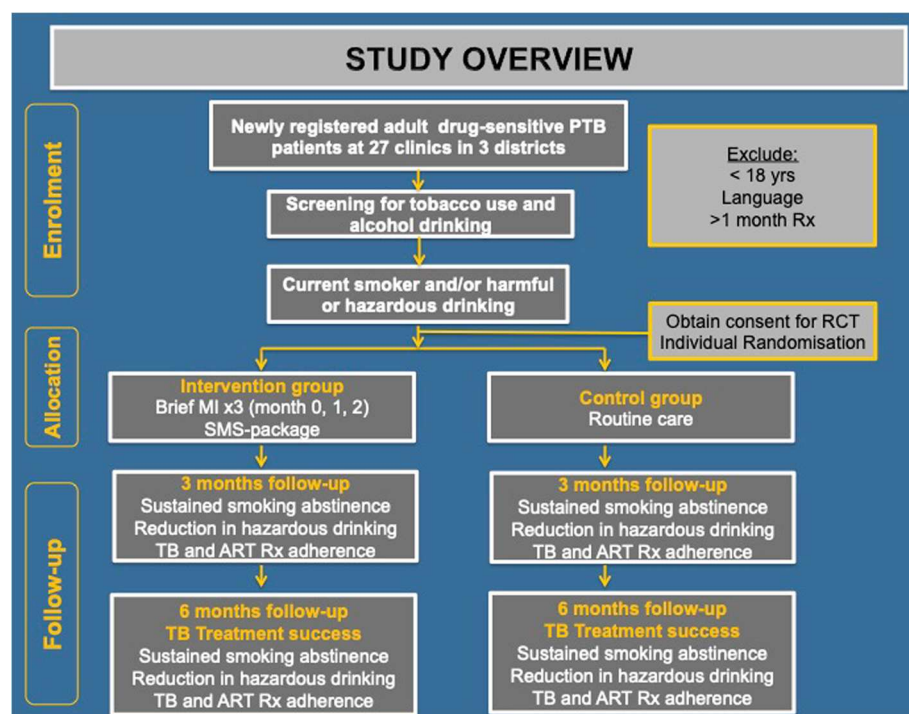 STUDY OVERVIEW
Enrolment
Newly registered adult drug-sensitive PTB
patients at 27 clinics in 3 districts
Exclude:
< 18 yrs
Language
>1 month Rx
Screening for tobacco use and
alcohol drinking
Current smoker and/or harmful
or hazardous drinking
Obtain consent for RCT
Individual Randomisation
Allocation
Intervention group
Brief MI x3 (month 0, 1, 2)
SMS-package
Control group
Routine care
Follow-up
3 months follow-up
Sustained smoking abstinence
Reduction in hazardous drinking
TB and ART Rx adherence
3 months follow-up
Sustained smoking abstinence
Reduction in hazardous drinking
TB and ART Rx adherence
6 months follow-up
TB Treatment success
Sustained smoking abstinence
Reduction in hazardous drinking
TB and ART Rx adherence
6 months follow-up
TB Treatment success
Sustained smoking abstinence
Reduction in hazardous drinking
TB and ART Rx adherence